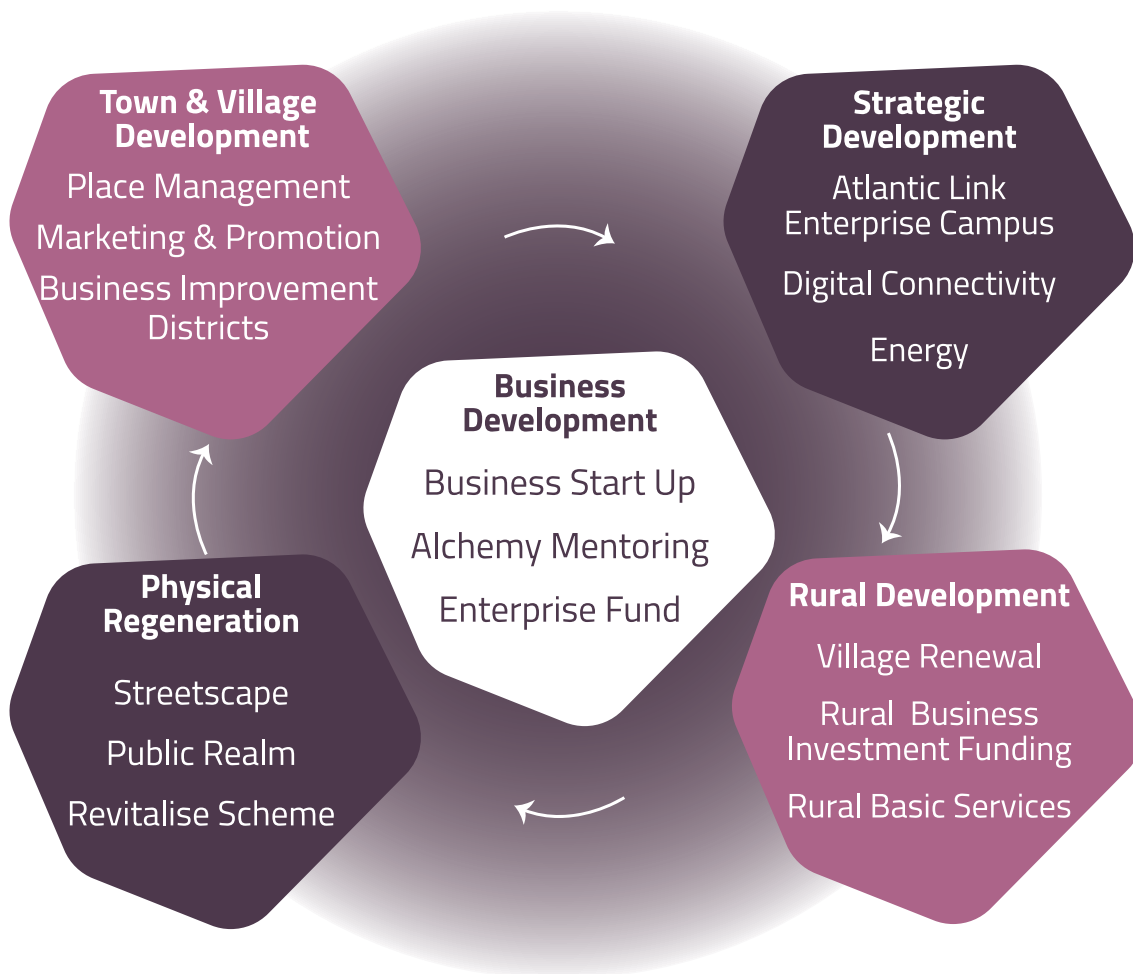 Town & Village
Development
Place Management
Marketing & Promotion
Business Improvement
Districts
Strategic
Development
Atlantic Link
Enterprise Campus
Digital Connectivity
Energy
Business
Development
Business Start Up
Alchemy Mentoring
Enterprise Fund
Physical
Regeneration
Streetscape
Public Realm
Revitalise Scheme
Rural Development
Village Renewal
Rural Business
Investment Funding
Rural Basic Services